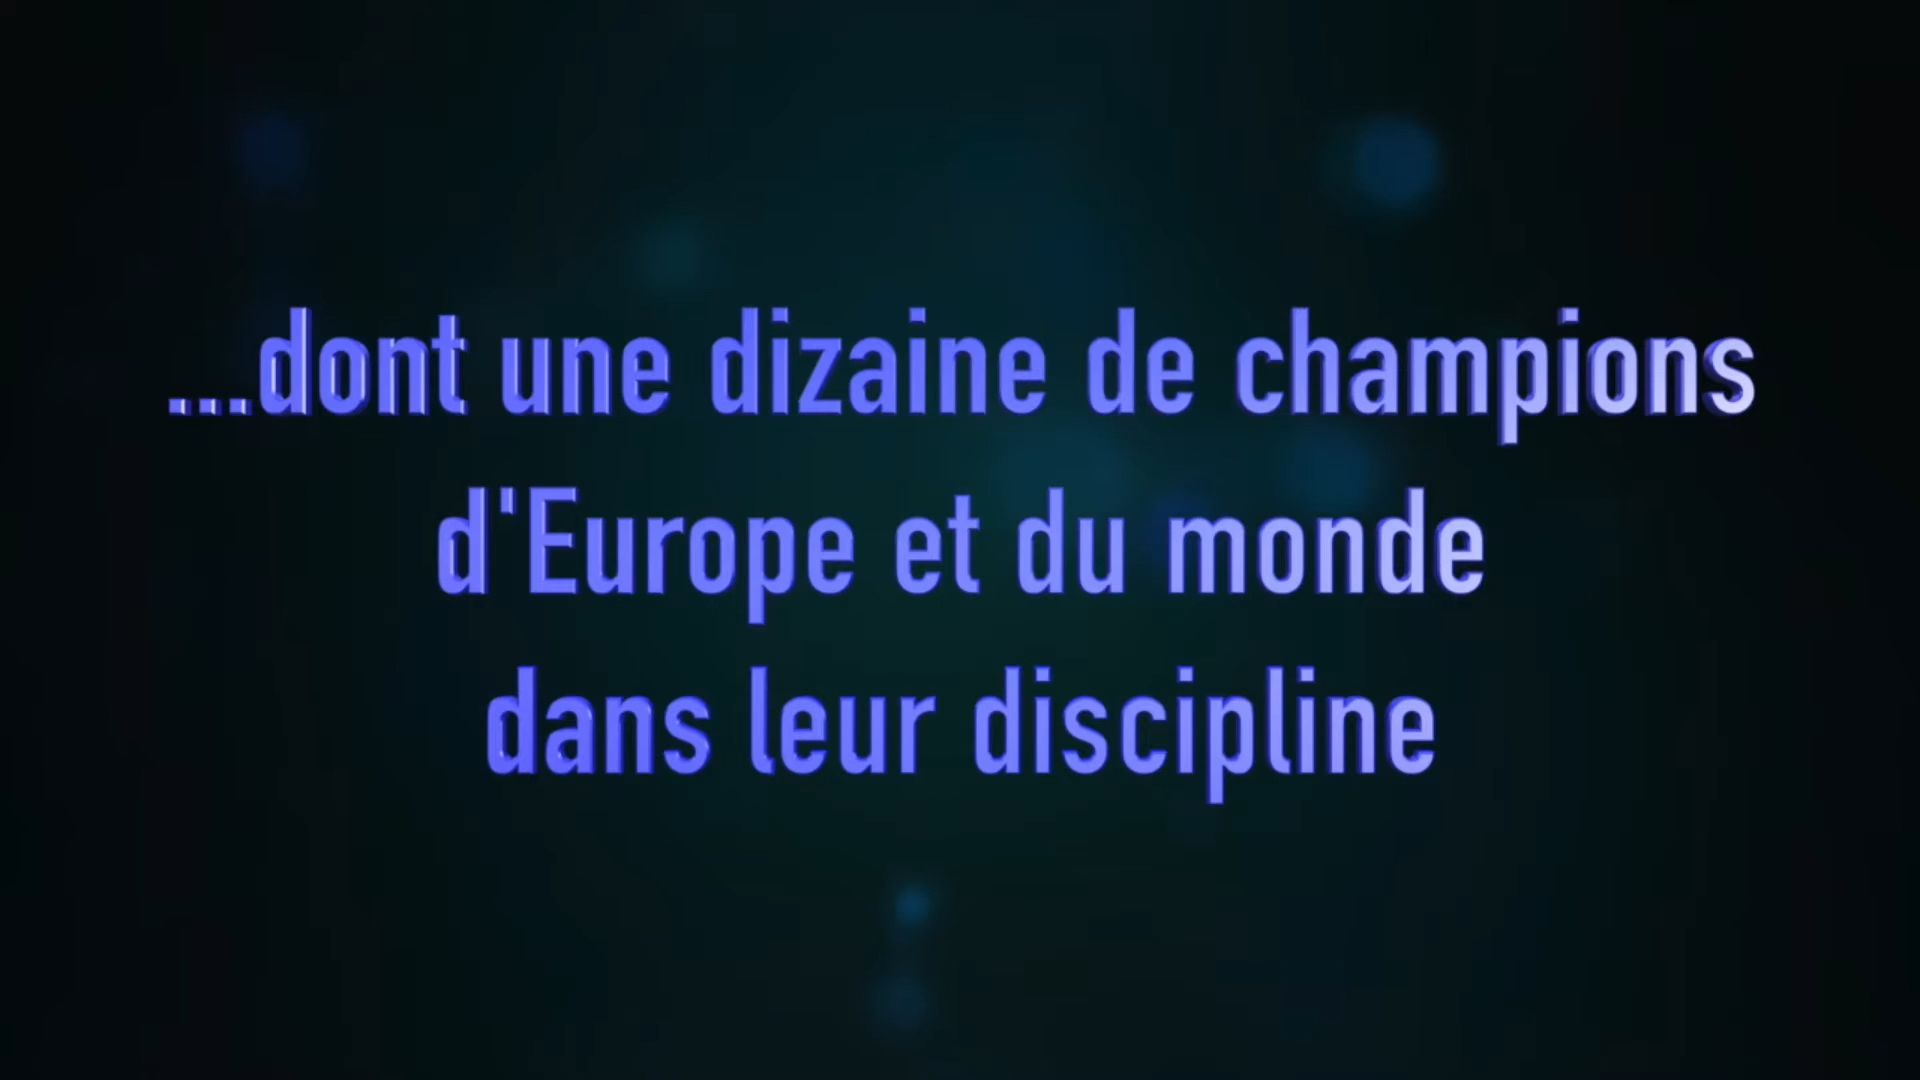 ...dont une dizaine de champions
d'Europe et du monde
dans leur discipline